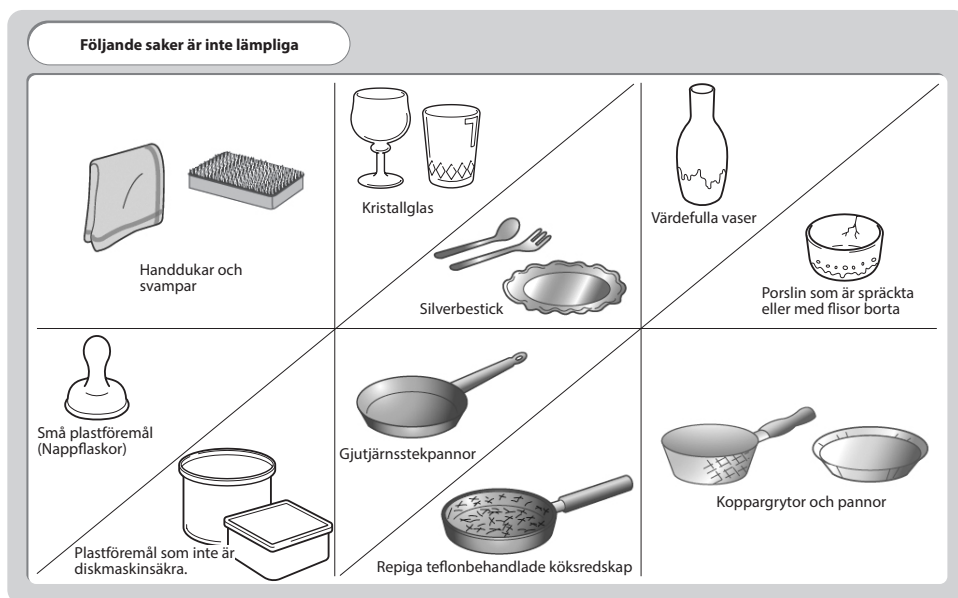 Följande saker är inte lämpliga
Handdukar och
svampar
Kristallglas
Silverbestick
Värdefulla vaser
Porslin som är spräckta
eller med flisor borta
Små plastföremål
(Nappflaskor)
Plastföremål som inte är
diskmaskinsäkra.
Gjutjärnsstekpannor
Repiga teflonbehandlade köksredskap
Koppargrytor och pannor